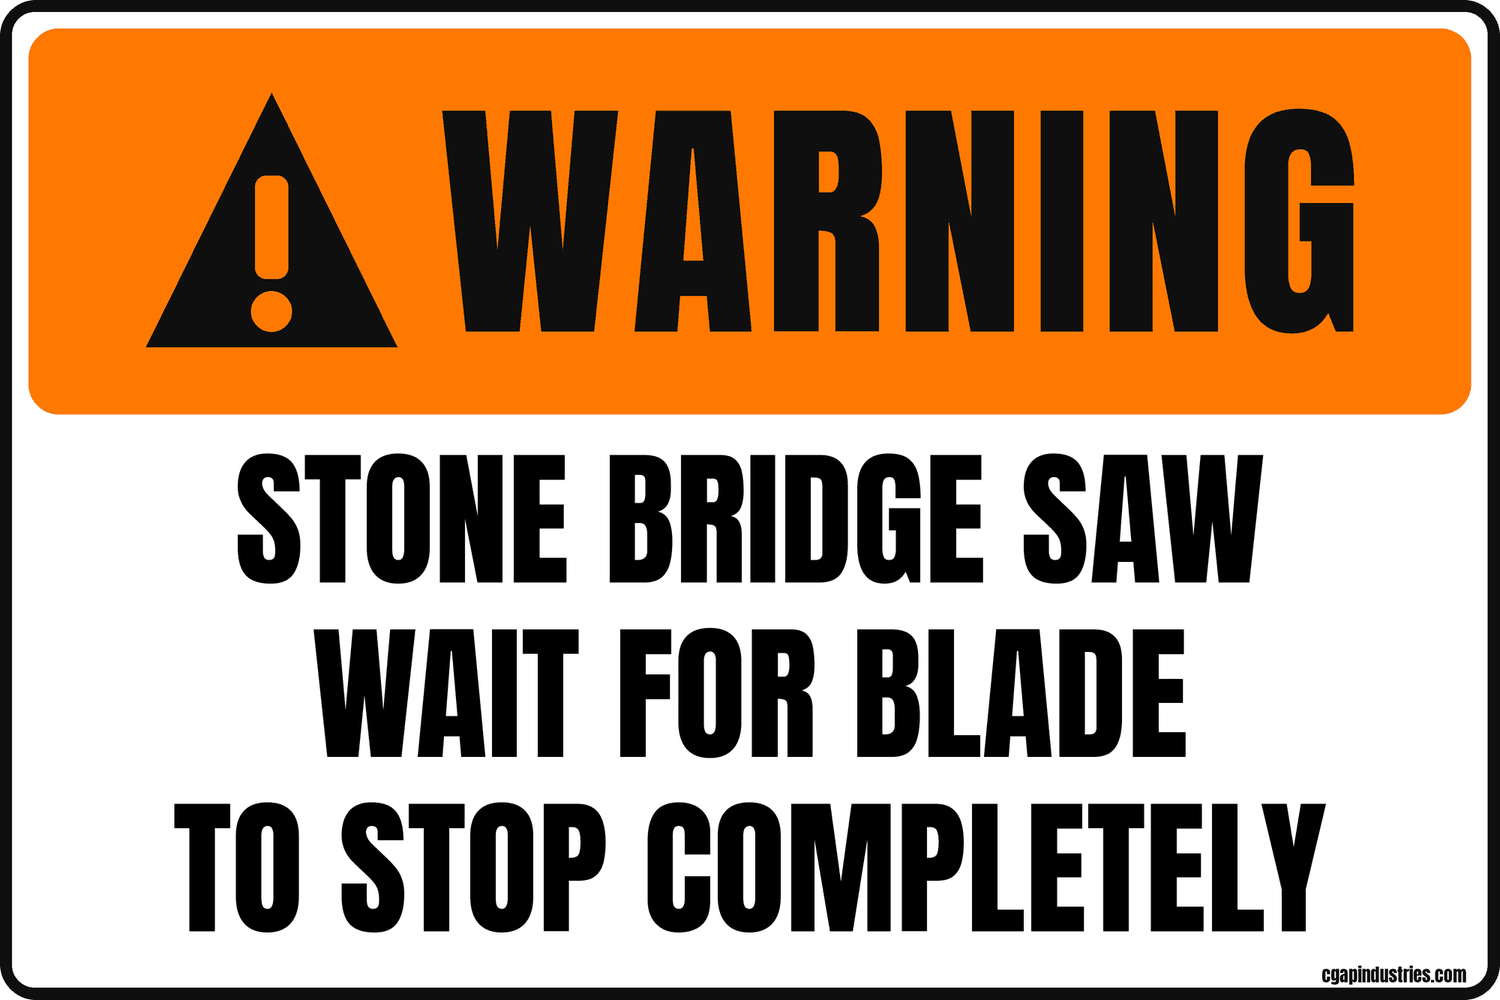 WARNING
STONE BRIDGE SAW
WAIT FOR BLADE
TO STOP COMPLETELY
cgapindustries.com